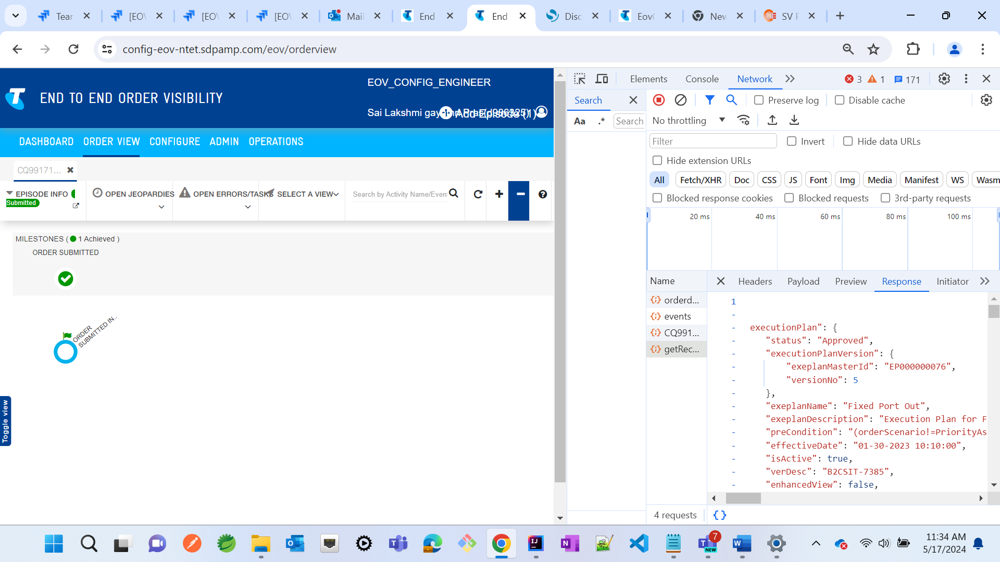 Tear
[EO
[EO
[EO
Mail
End
End
Disc
Eov
Nev
SV F
config-eov-ntet.sdpamp.com/eov/orderview
END TO END ORDER VISIBILITY
EOV_CONFIG_ENGINEER
Sai Lakshmi
Add Episode (1)
DASHBOARD ORDER VIEW CONFIGURE ADMIN OPERATIONS
CQ99171...
EPISODE INFO
Submitted
OPEN JEOPARDIES
OPEN ERRORS/TASKS
SELECT A VIEW
Search by Activity Name/Even
MILESTONES ( 1 Achieved )
ORDER SUBMITTED
ORDER
SUBMITTED IN..
Toggle view
Elements Console Network
3 1 171
Search
Aa .* Search
Preserve log Disable cache
No throttling
Filter Invert Hide data URLs
Hide extension URLs
All Fetch/XHR Doc CSS JS Font Img Media Manifest WS Wasm
Blocked response cookies Blocked requests 3rd-party requests
20 ms 40 ms 60 ms 80 ms 100 ms
Name
orderd...
events
CQ991...
getRec...
4 requests
Headers Payload Preview Response Initiator
1
-
- executionPlan": {
- "status": "Approved",
- "executionPlanVersion": {
- "exeplanMasterId": "EP000000076",
- "versionNo": 5
- },
- "exeplanName": "Fixed Port Out",
- "exeplanDescription": "Execution Plan for F
- "preCondition": "(orderScenario!=PriorityAs
- "effectiveDate": "01-30-2023 10:10:00",
- "isActive": true,
- "verDesc": "B2CSIT-7385",
- "enhancedView": false,
{}
7
NEW
11:34 AM
5/17/2024